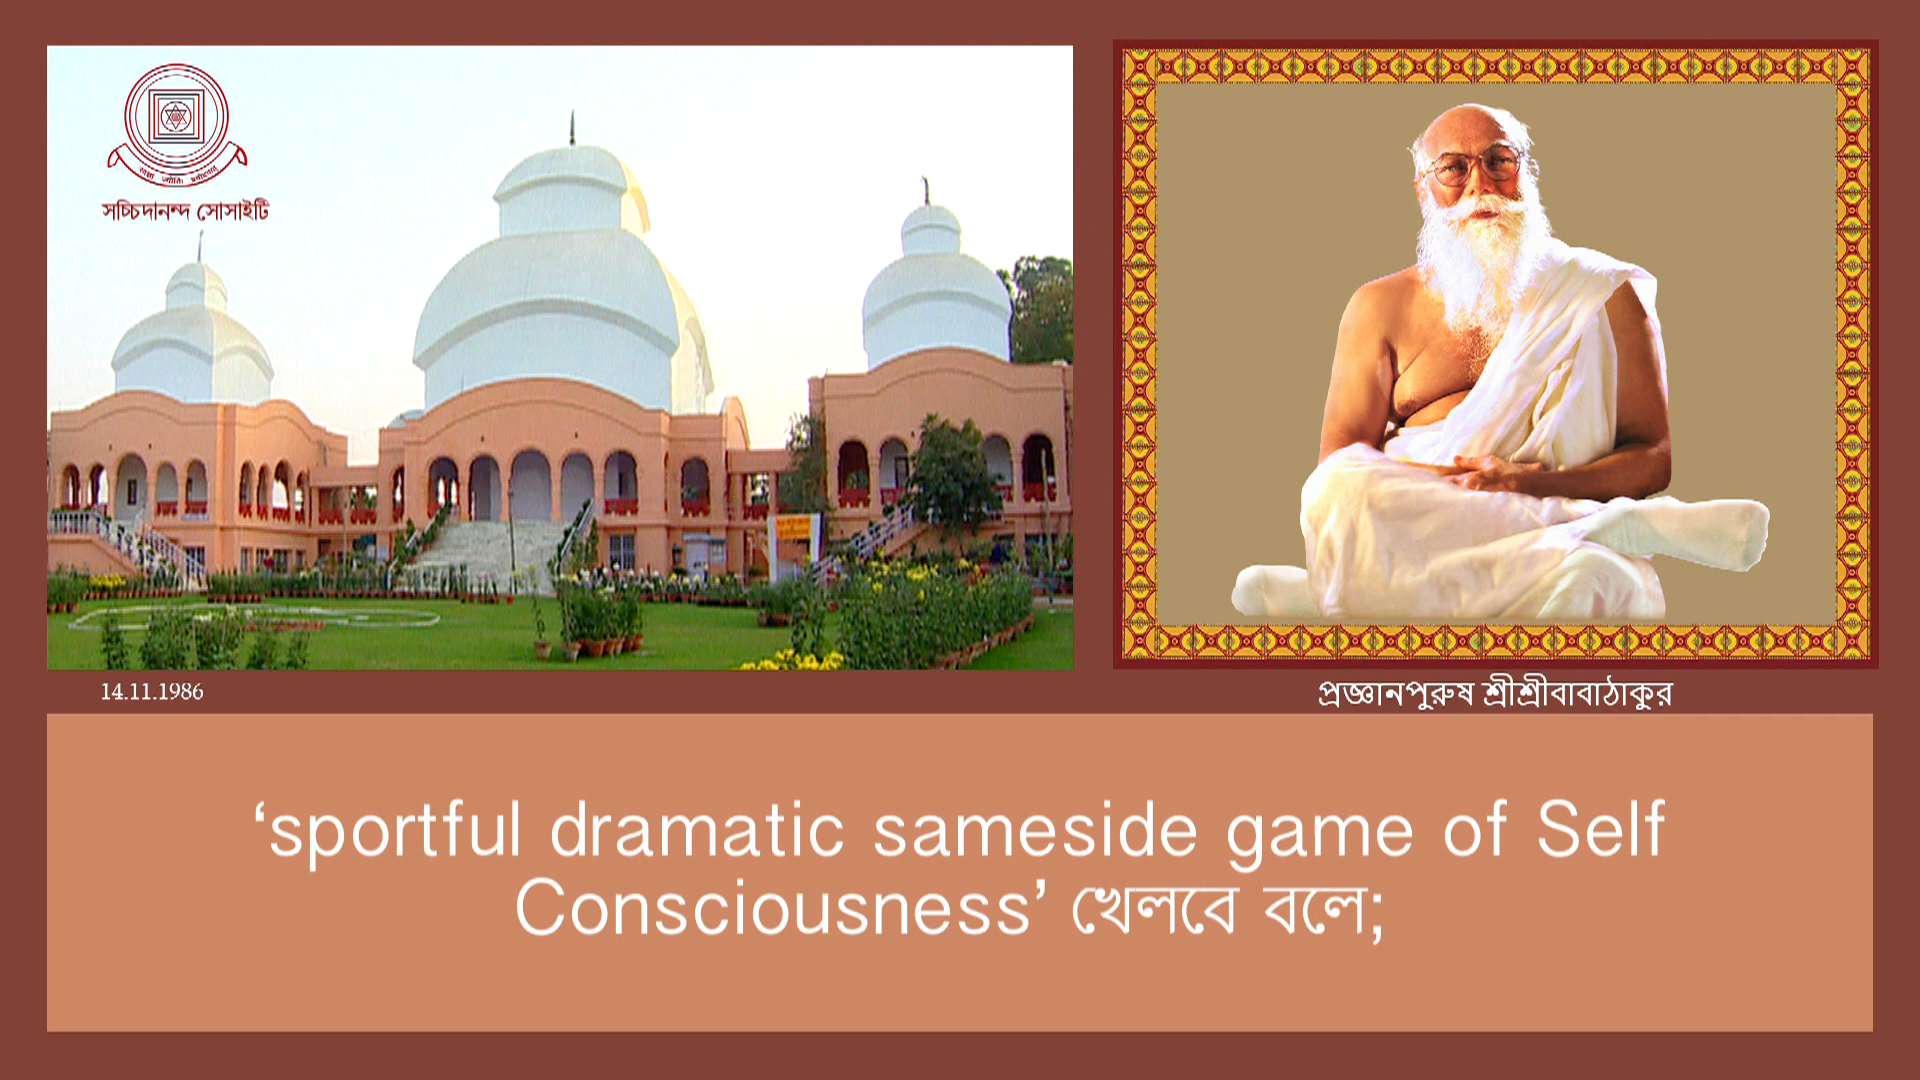 সচ্চিদানন্দ সোসাইটি
14.11.1986
প্রজ্ঞানপুরুষ শ্রীশ্রীবাবাঠাকুর
‘sportful dramatic sameside game of Self
Consciousness’ খেলবে বলে;